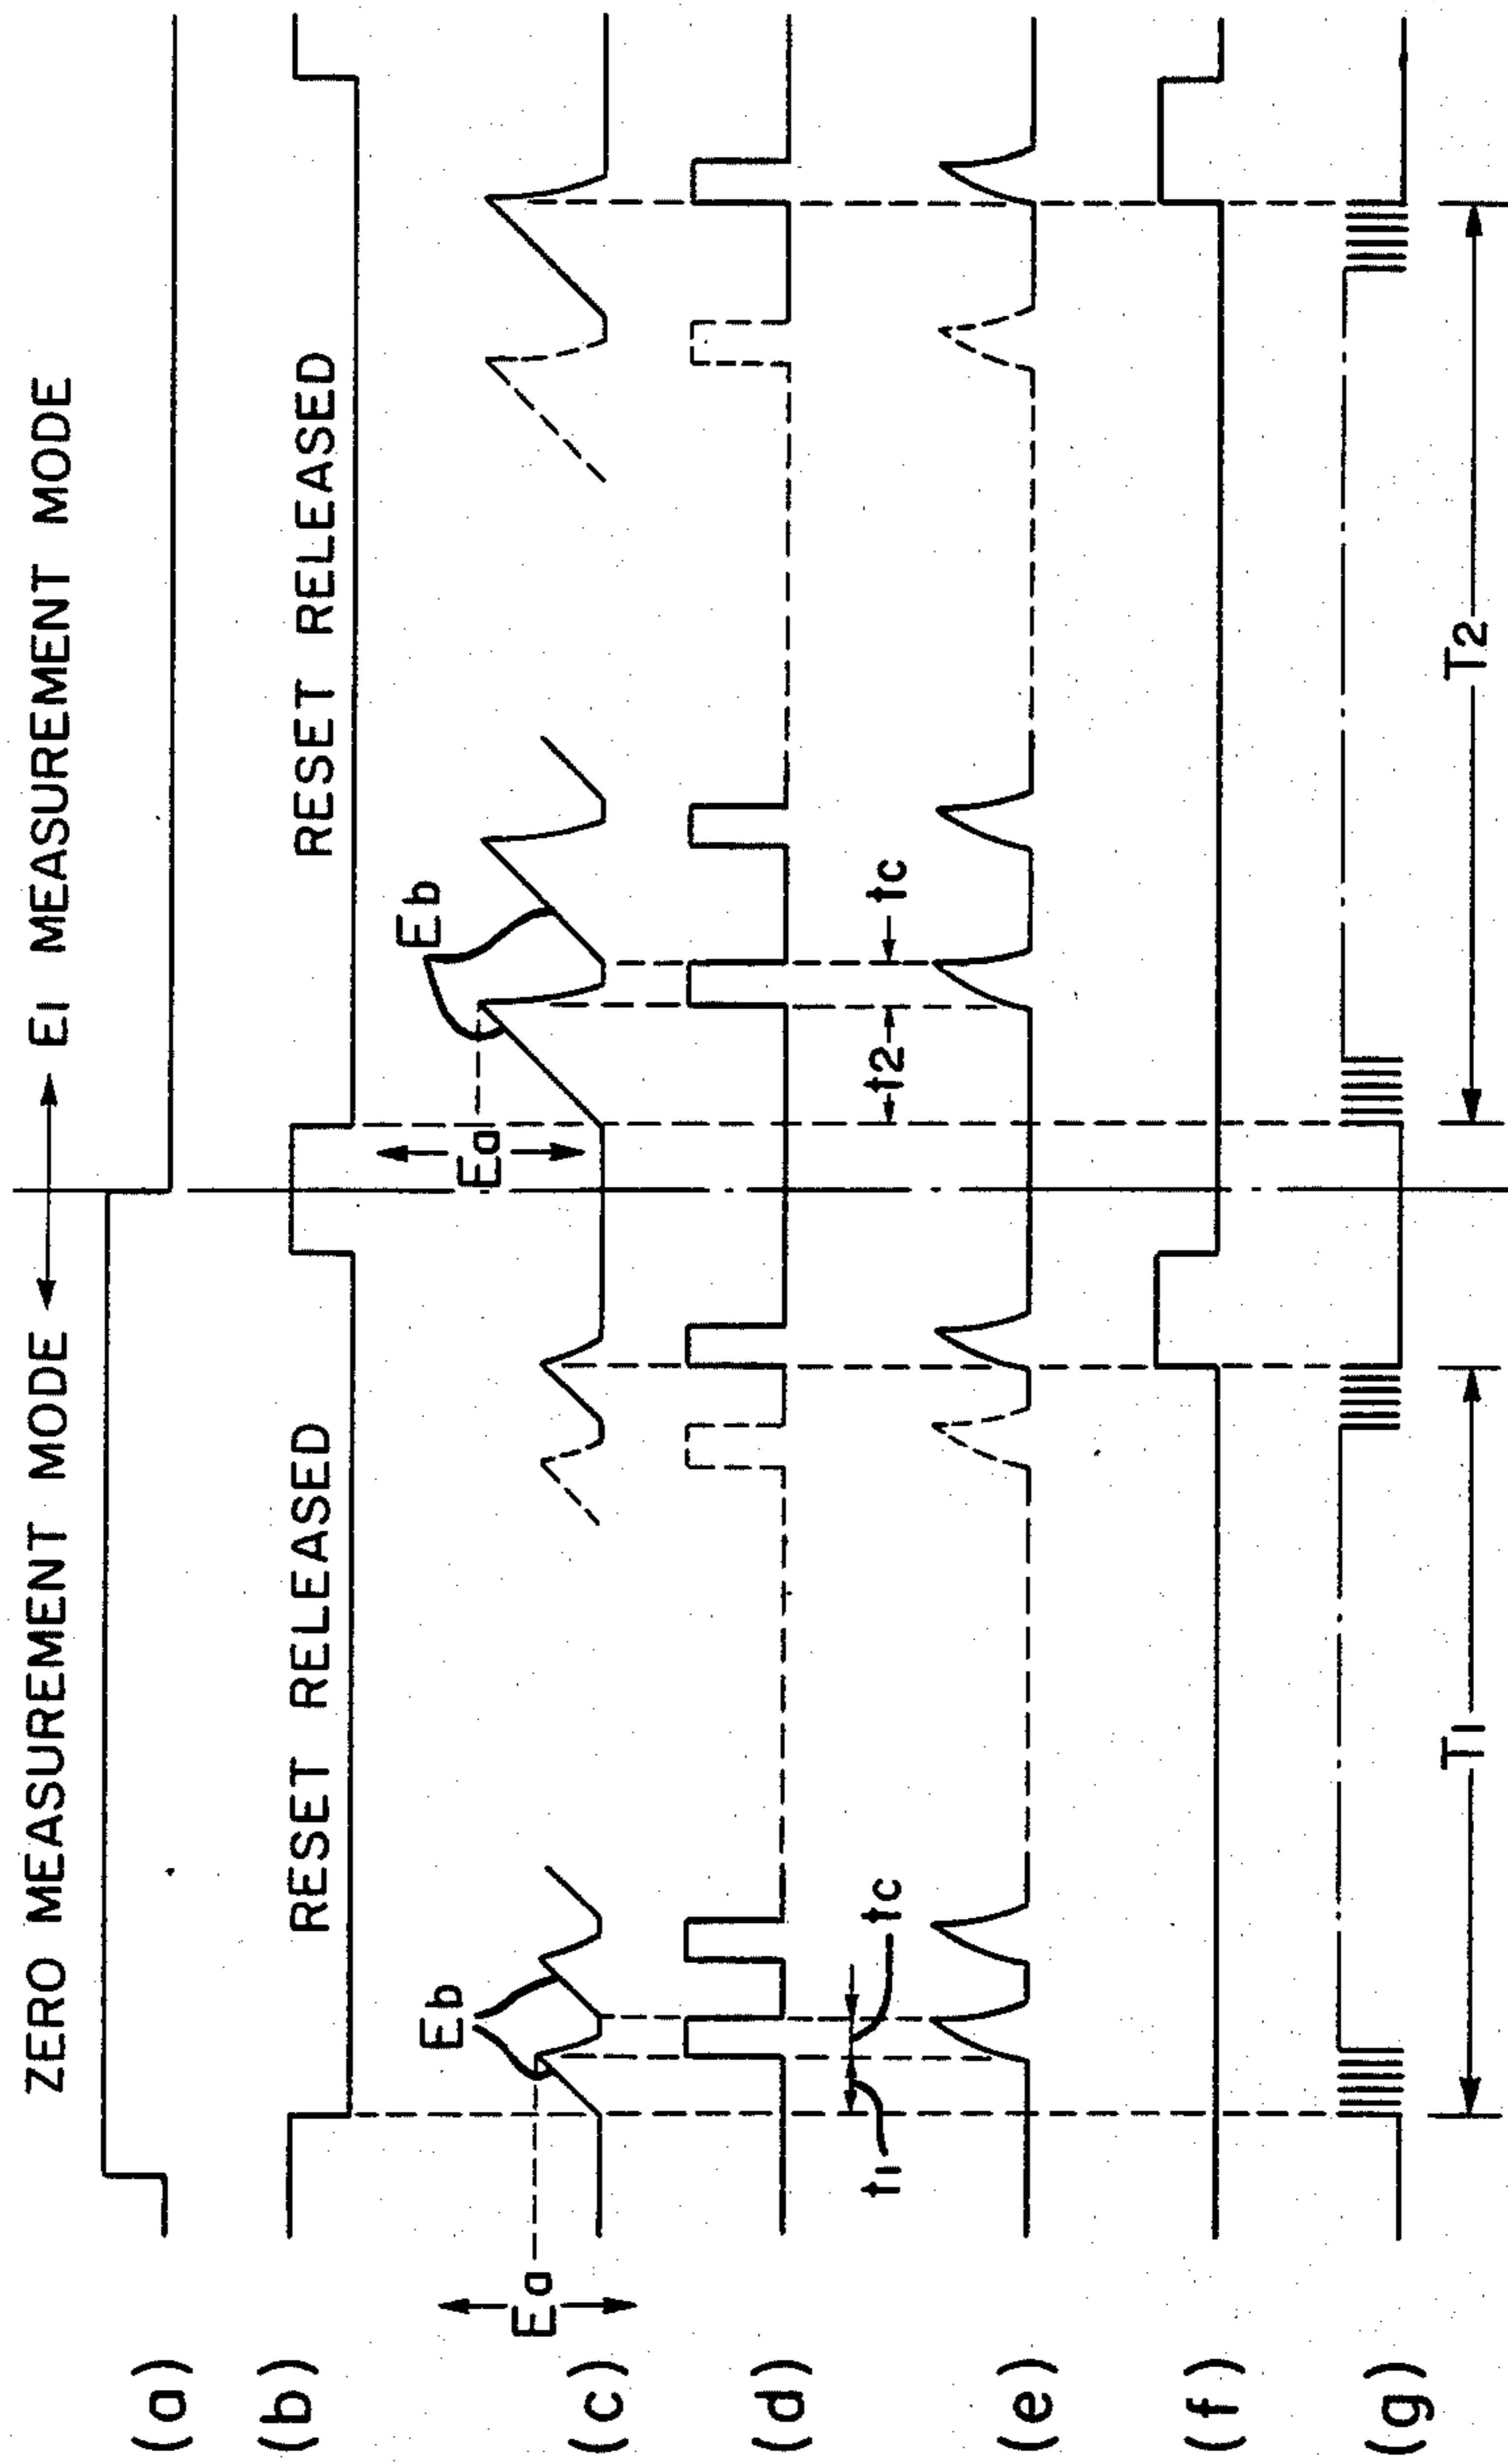 ZERO MEASUREMENT MODE
E1 MEASUREMENT MODE
(a)
(b)
RESET RELEASED
RESET RELEASED
Ea
Eb
Ea
Eb
(c)
(d)
t1
tc
t2
tc
(e)
(f)
(g)
T1
T2